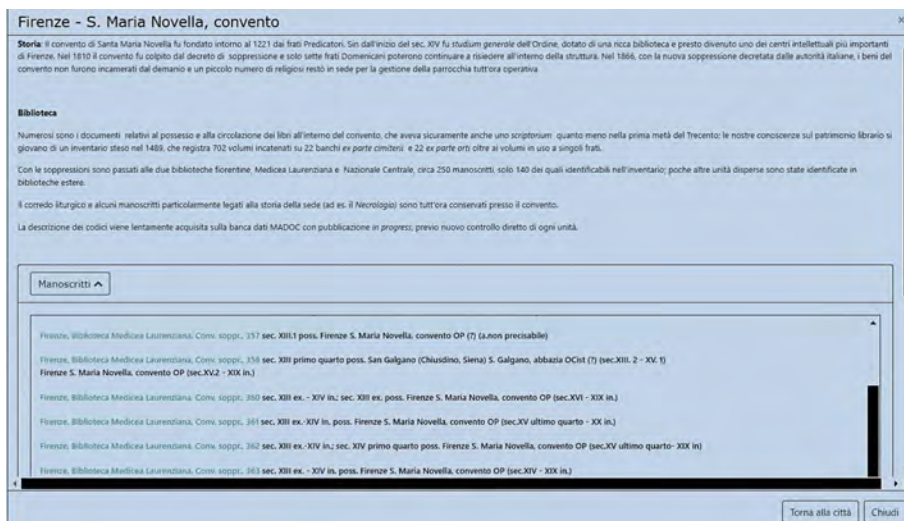 Firenze - S. Maria Novella, convento
Storia: Il convento di Santa Maria Novella fu fondato intorno al 1221 dai frati Predicatori. Sin dall'inizio del sec. XIV fu studium generale dell'Ordine, dotato di una ricca biblioteca e presto divenuto uno dei centri intellettuali più importanti
di Firenze. Nel 1810 il convento fu colpito dal decreto di soppressione e solo sette frati Domenicani poterono continuare a risiedere all'interno della struttura. Nel 1866, con la nuova soppressione decretata dalle autorità italiane, i beni del
convento non furono incamerati dal demanio e un piccolo numero di religiosi restò in sede per la gestione della parrocchia tutt'ora operativa.
Biblioteca
Numerosi sono i documenti relativi al possesso e alla circolazione dei libri all'interno del convento, che aveva sicuramente anche uno scriptorium quanto meno nella prima metà del Trecento; le nostre conoscenze sul patrimonio librario si
giovano di un inventario steso nel 1489, che registra 702 volumi incatenati su 22 banchi ex parte cimiterii e 22 ex parte orti oltre ai volumi in uso a singoli frati.
Con le soppressioni sono passati alle due biblioteche fiorentine, Medicea Laurenziana e Nazionale Centrale, circa 250 manoscritti, solo 140 dei quali identificabili nell'inventario; poche altre unità disperse sono state identificate in
biblioteche estere.
Il corredo liturgico e alcuni manoscritti particolarmente legati alla storia della sede (ad es. il Necrologio) sono tutt'ora conservati presso il convento.
La descrizione dei codici viene lentamente acquisita sulla banca dati MADOC con pubblicazione in progress, previo nuovo controllo diretto di ogni unità.
Manoscritti
Firenze, Biblioteca Medicea Laurenziana, Conv. soppr., 357 sec. XIII.1 poss. Firenze S. Maria Novella, convento OP (?) (a.non precisabile)
Firenze, Biblioteca Medicea Laurenziana, Conv. soppr., 358 sec. XIII primo quarto poss. San Galgano (Chiusdino, Siena) S. Galgano, abbazia OCist (?) (sec.XIII. 2 - XV. 1)
Firenze S. Maria Novella, convento OP (sec.XV.2 - XIX in.)
Firenze, Biblioteca Medicea Laurenziana, Conv. soppr., 360 sec. XIII ex. - XIV in.; sec. XIII ex. poss. Firenze S. Maria Novella, convento OP (sec.XVI - XIX in.)
Firenze, Biblioteca Medicea Laurenziana, Conv. soppr., 361 sec. XIII ex.-XIV in. poss. Firenze S. Maria Novella, convento OP (sec.XV ultimo quarto - XX in.)
Firenze, Biblioteca Medicea Laurenziana, Conv. soppr., 362 sec. XIII ex.-XIV in.; sec. XIV primo quarto poss. Firenze S. Maria Novella, convento OP (sec.XV ultimo quarto- XIX in)
Firenze, Biblioteca Medicea Laurenziana, Conv. soppr., 363 sec. XIII ex. - XIV in. poss. Firenze S. Maria Novella, convento OP (sec.XIV - XIX in.)
Torna alla città
Chiudi